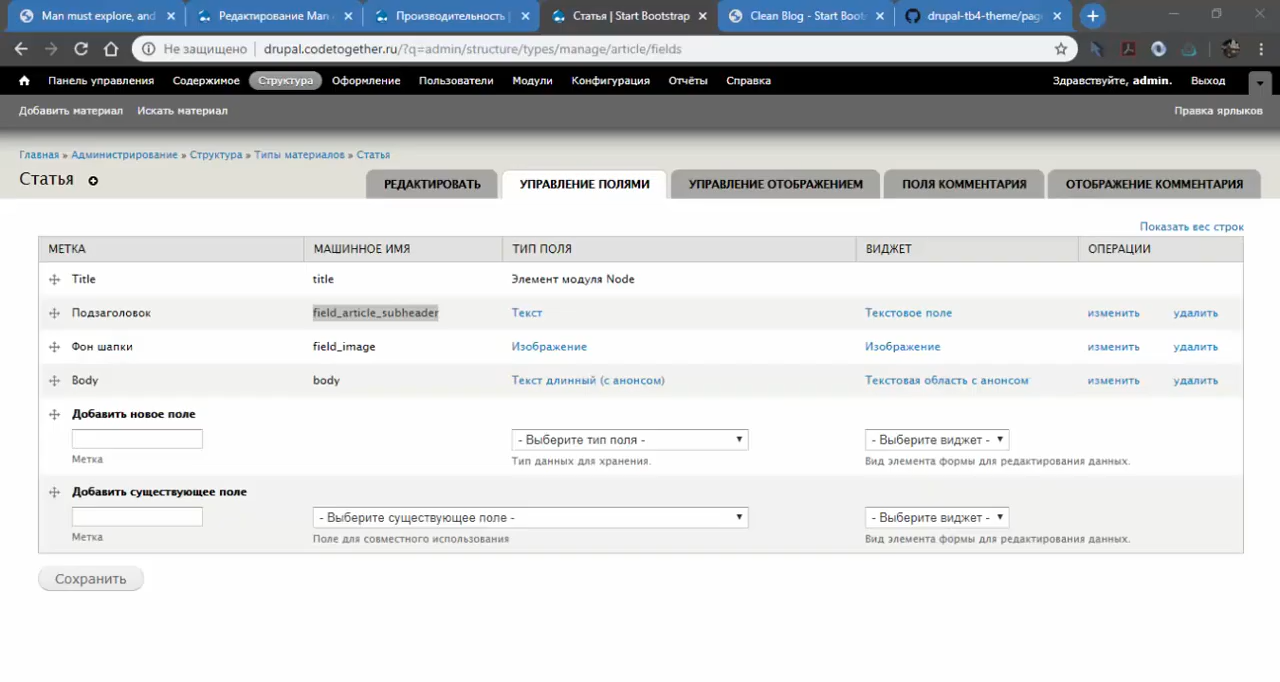 Man must explore, and
Редактирование Man
Производительность |
Статья | Start Bootstrap
Clean Blog - Start Boot
drupal-tb4-theme/pag
Не защищено | drupal.codetogether.ru/?q=admin/structure/types/manage/article/fields
Панель управления Содержимое Структура Оформление Пользователи Модули Конфигурация Отчёты Справка Здравствуйте, admin. Выход
Добавить материал Искать материал Правка ярлыков
Главная » Администрирование » Структура » Типы материалов » Статья
Статья РЕДАКТИРОВАТЬ УПРАВЛЕНИЕ ПОЛЯМИ УПРАВЛЕНИЕ ОТОБРАЖЕНИЕМ ПОЛЯ КОММЕНТАРИЯ ОТОБРАЖЕНИЕ КОММЕНТАРИЯ
Показать вес строк
МЕТКА МАШИННОЕ ИМЯ ТИП ПОЛЯ ВИДЖЕТ ОПЕРАЦИИ
Title title Элемент модуля Node
Подзаголовок field_article_subheader Текст Текстовое поле изменить удалить
Фон шапки field_image Изображение Изображение изменить удалить
Body body Текст длинный (с анонсом) Текстовая область с анонсом изменить удалить
Добавить новое поле
- Выберите тип поля - - Выберите виджет -
Метка Тип данных для хранения. Вид элемента формы для редактирования данных.
Добавить существующее поле
- Выберите существующее поле - - Выберите виджет -
Метка Поле для совместного использования Вид элемента формы для редактирования данных.
Сохранить